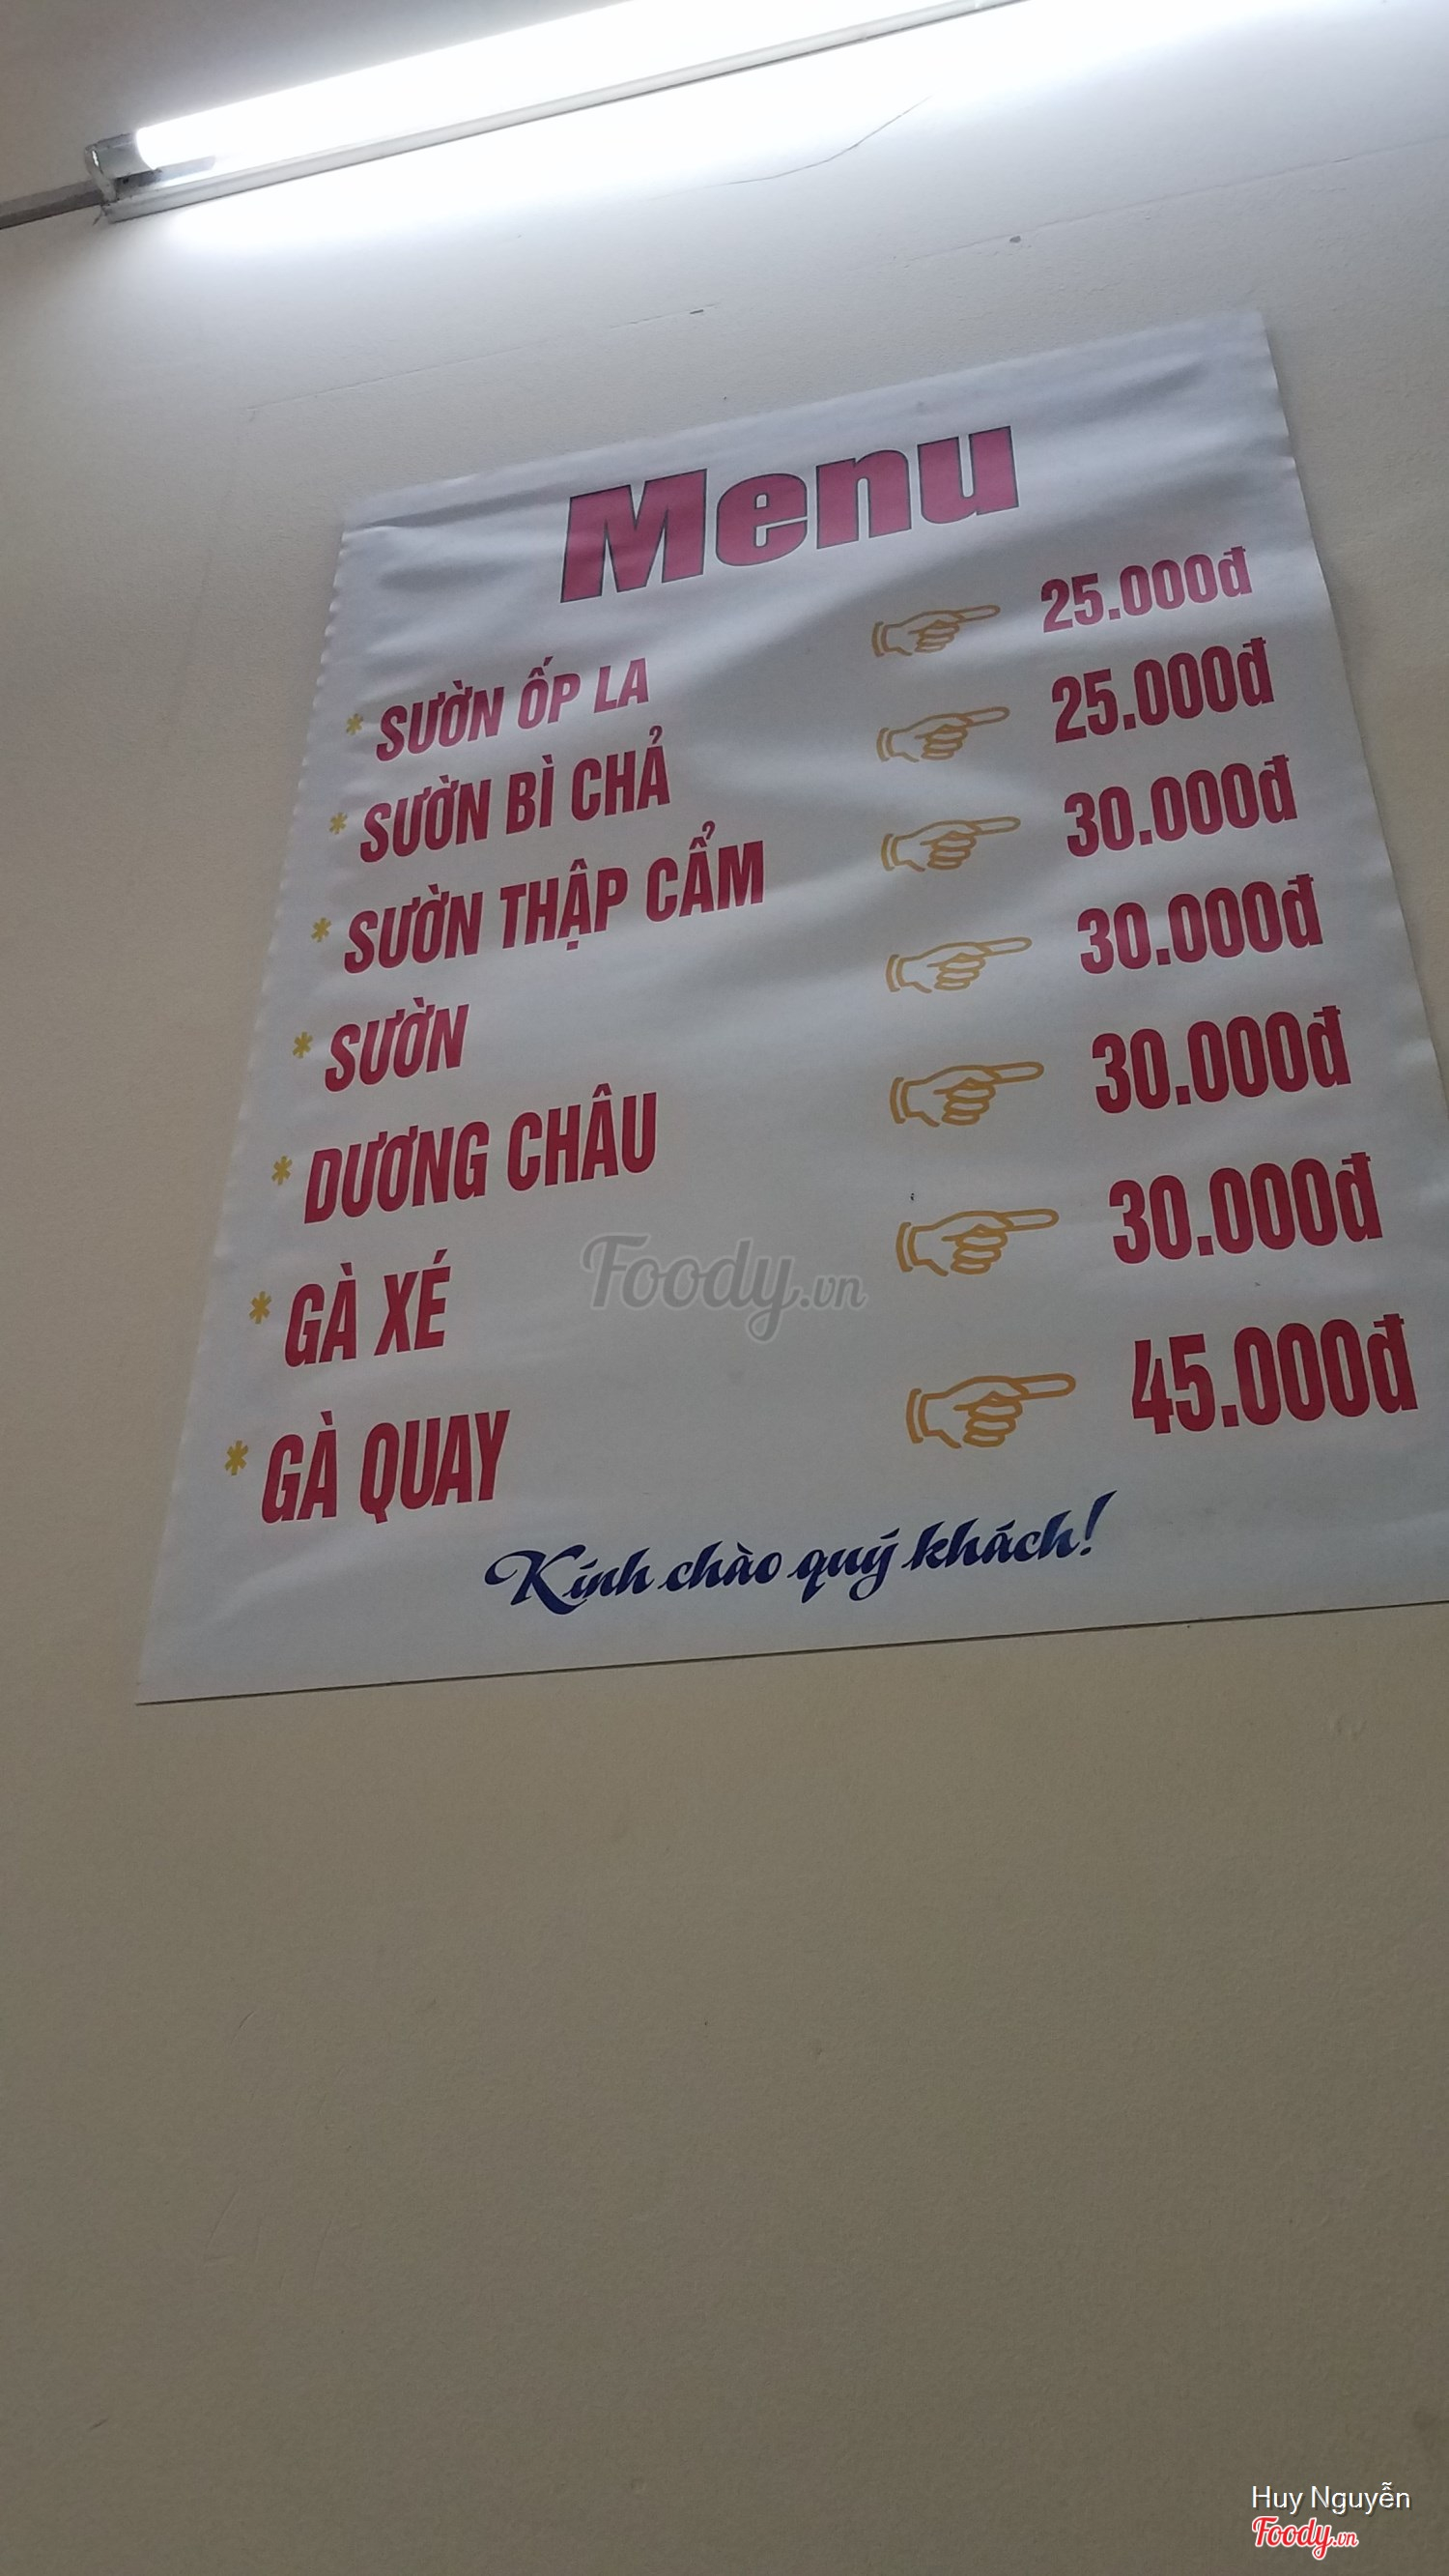 Menu
* SƯỜN ỐP LA 25.000đ
* SƯỜN BÌ CHẢ 25.000đ
* SƯỜN THẬP CẨM 30.000đ
* SƯỜN 30.000đ
* DƯƠNG CHÂU 30.000đ
* GÀ XÉ 30.000đ
* GÀ QUAY 45.000đ
Kính chào quý khách!
Foody.vn
Huy Nguyễn
Foody.vn